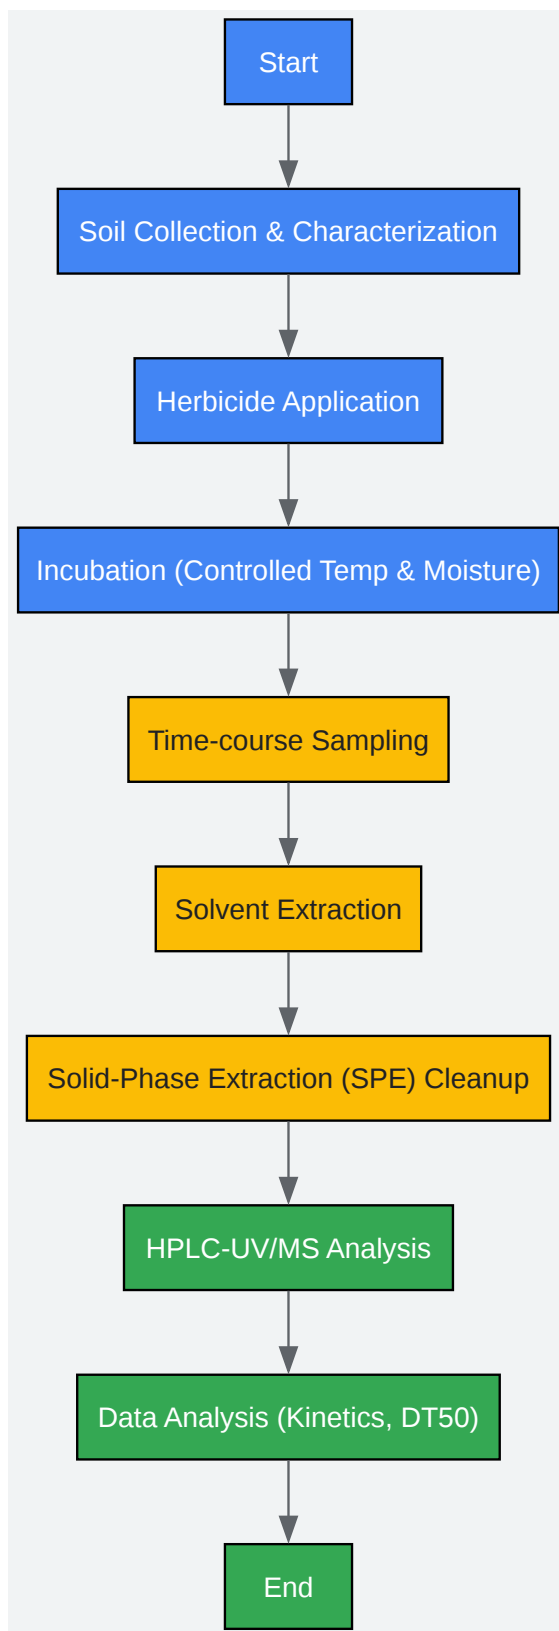 Start
Soil Collection & Characterization
Herbicide Application
Incubation (Controlled Temp & Moisture)
Time-course Sampling
Solvent Extraction
Solid-Phase Extraction (SPE) Cleanup
HPLC-UV/MS Analysis
Data Analysis (Kinetics, DT50)
End